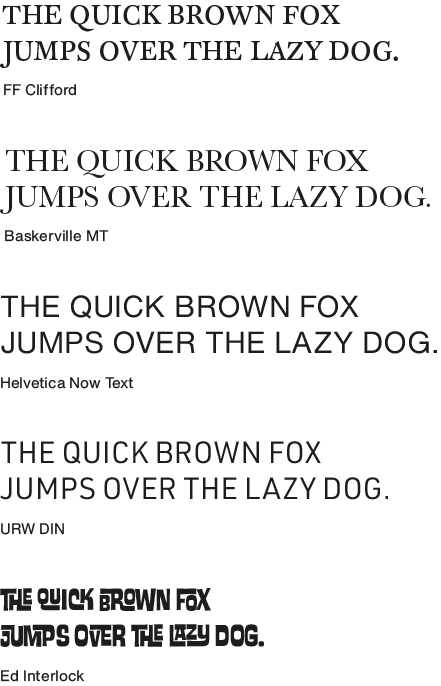 THE QUICK BROWN FOX
JUMPS OVER THE LAZY DOG.
FF Clifford
THE QUICK BROWN FOX
JUMPS OVER THE LAZY DOG.
Baskerville MT
THE QUICK BROWN FOX
JUMPS OVER THE LAZY DOG.
Helvetica Now Text
THE QUICK BROWN FOX
JUMPS OVER THE LAZY DOG.
URW DIN
THE QUICK BROWN FOX
JUMPS OVER THE LAZY DOG.
Ed Interlock